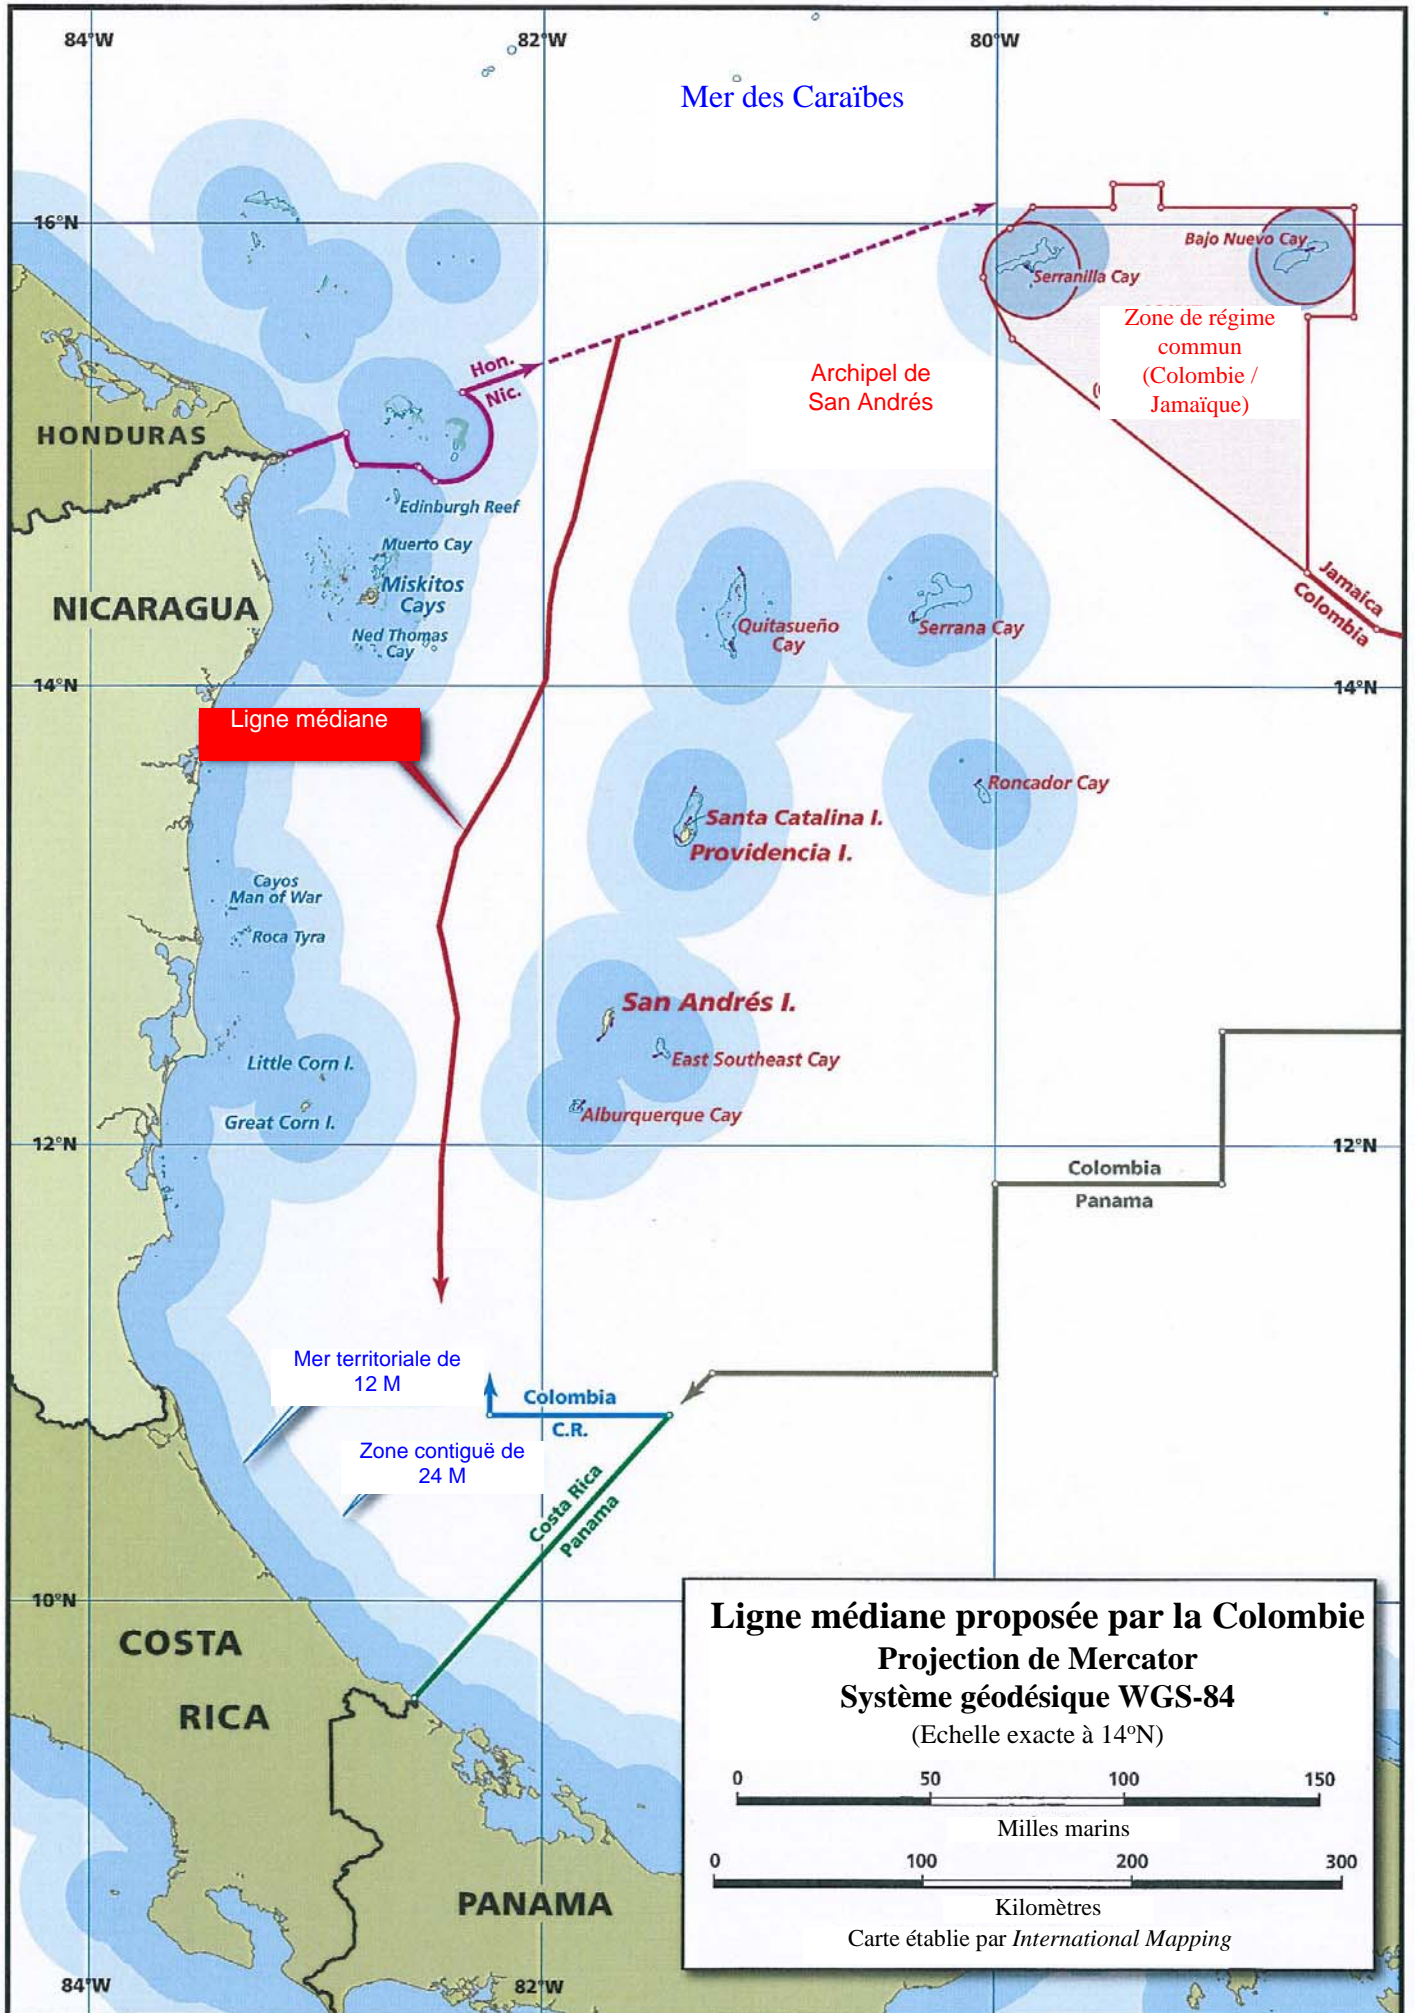 84°W
82°W
80°W
Mer des Caraïbes
16°N
Bajo Nuevo Cay
Serranilla Cay
Zone de régime
commun
(Colombie /
Jamaïque)
Hon.
Nic.
Archipel de
San Andrés
HONDURAS
Edinburgh Reef
Muerto Cay
Miskitos
Cays
Ned Thomas
Cay
NICARAGUA
Quitasueño
Cay
Serrana Cay
Jamaica
Colombia
14°N
14°N
Ligne médiane
Roncador Cay
Santa Catalina I.
Providencia I.
Cayos
Man of War
Roca Tyra
San Andrés I.
East Southeast Cay
Little Corn I.
Great Corn I.
Alburquerque Cay
12°N
12°N
Colombia
Panama
Mer territoriale de
12 M
Colombia
C.R.
Zone contiguë de
24 M
Costa Rica
Panama
10°N
COSTA
RICA
PANAMA
Ligne médiane proposée par la Colombie
Projection de Mercator
Système géodésique WGS-84
(Echelle exacte à 14°N)
0 50 100 150
Milles marins
0 100 200 300
Kilomètres
Carte établie par International Mapping
84°W
82°W